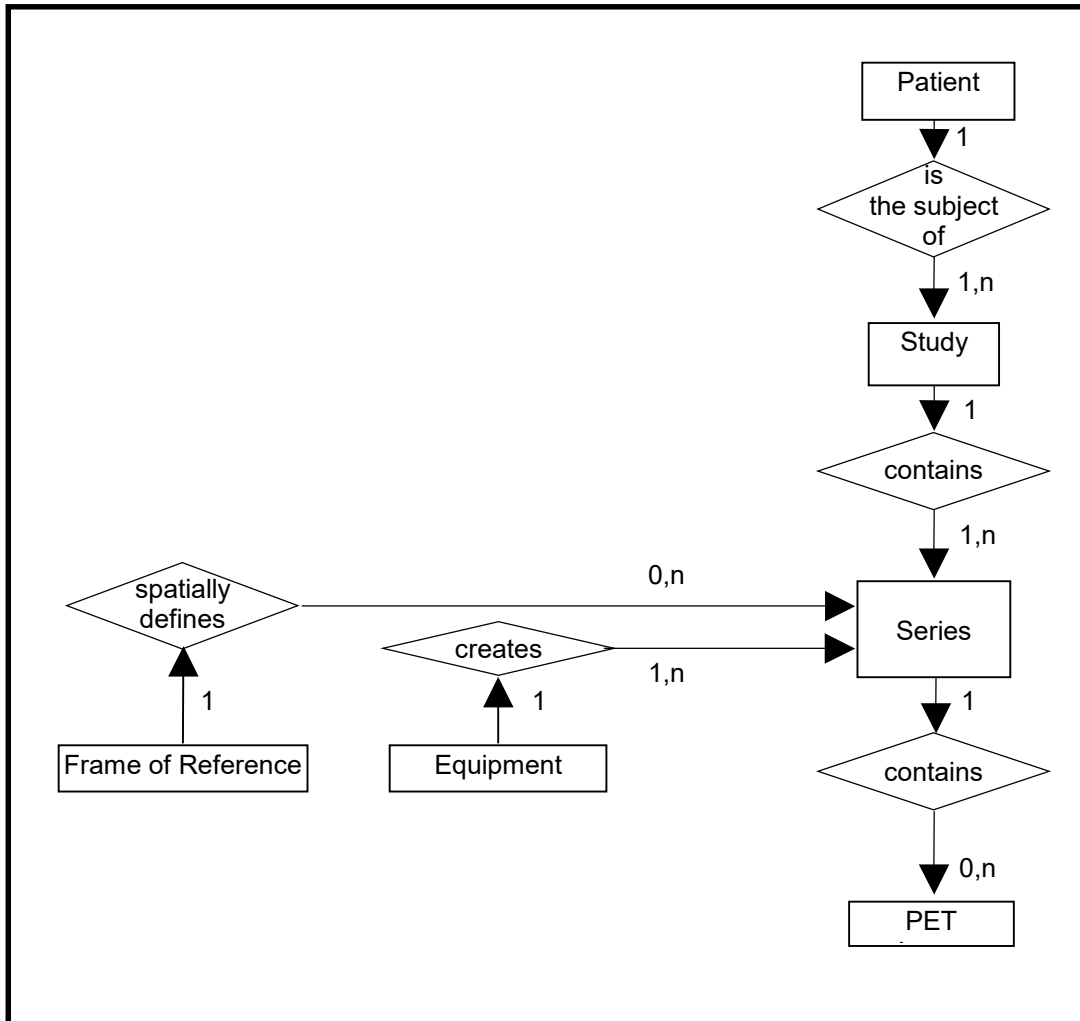 Patient
1
is
the subject
of
1,n
Study
1
contains
1,n
spatially
defines
0,n
Series
creates
1,n
1
1
1
Frame of Reference
Equipment
contains
0,n
PET